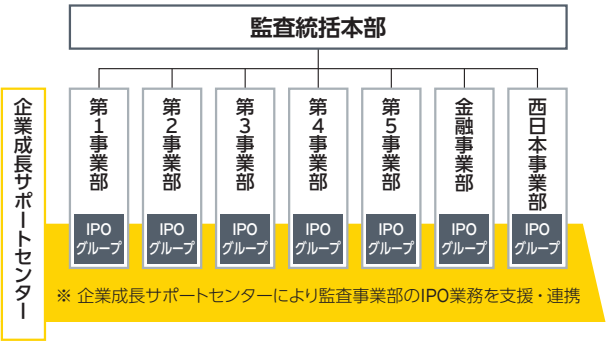 監査統括本部
企業成長サポートセンター
第1事業部
第2事業部
第3事業部
第4事業部
第5事業部
金融事業部
西日本事業部
IPO
グループ
IPO
グループ
IPO
グループ
IPO
グループ
IPO
グループ
IPO
グループ
IPO
グループ
※ 企業成長サポートセンターにより監査事業部のIPO業務を支援・連携